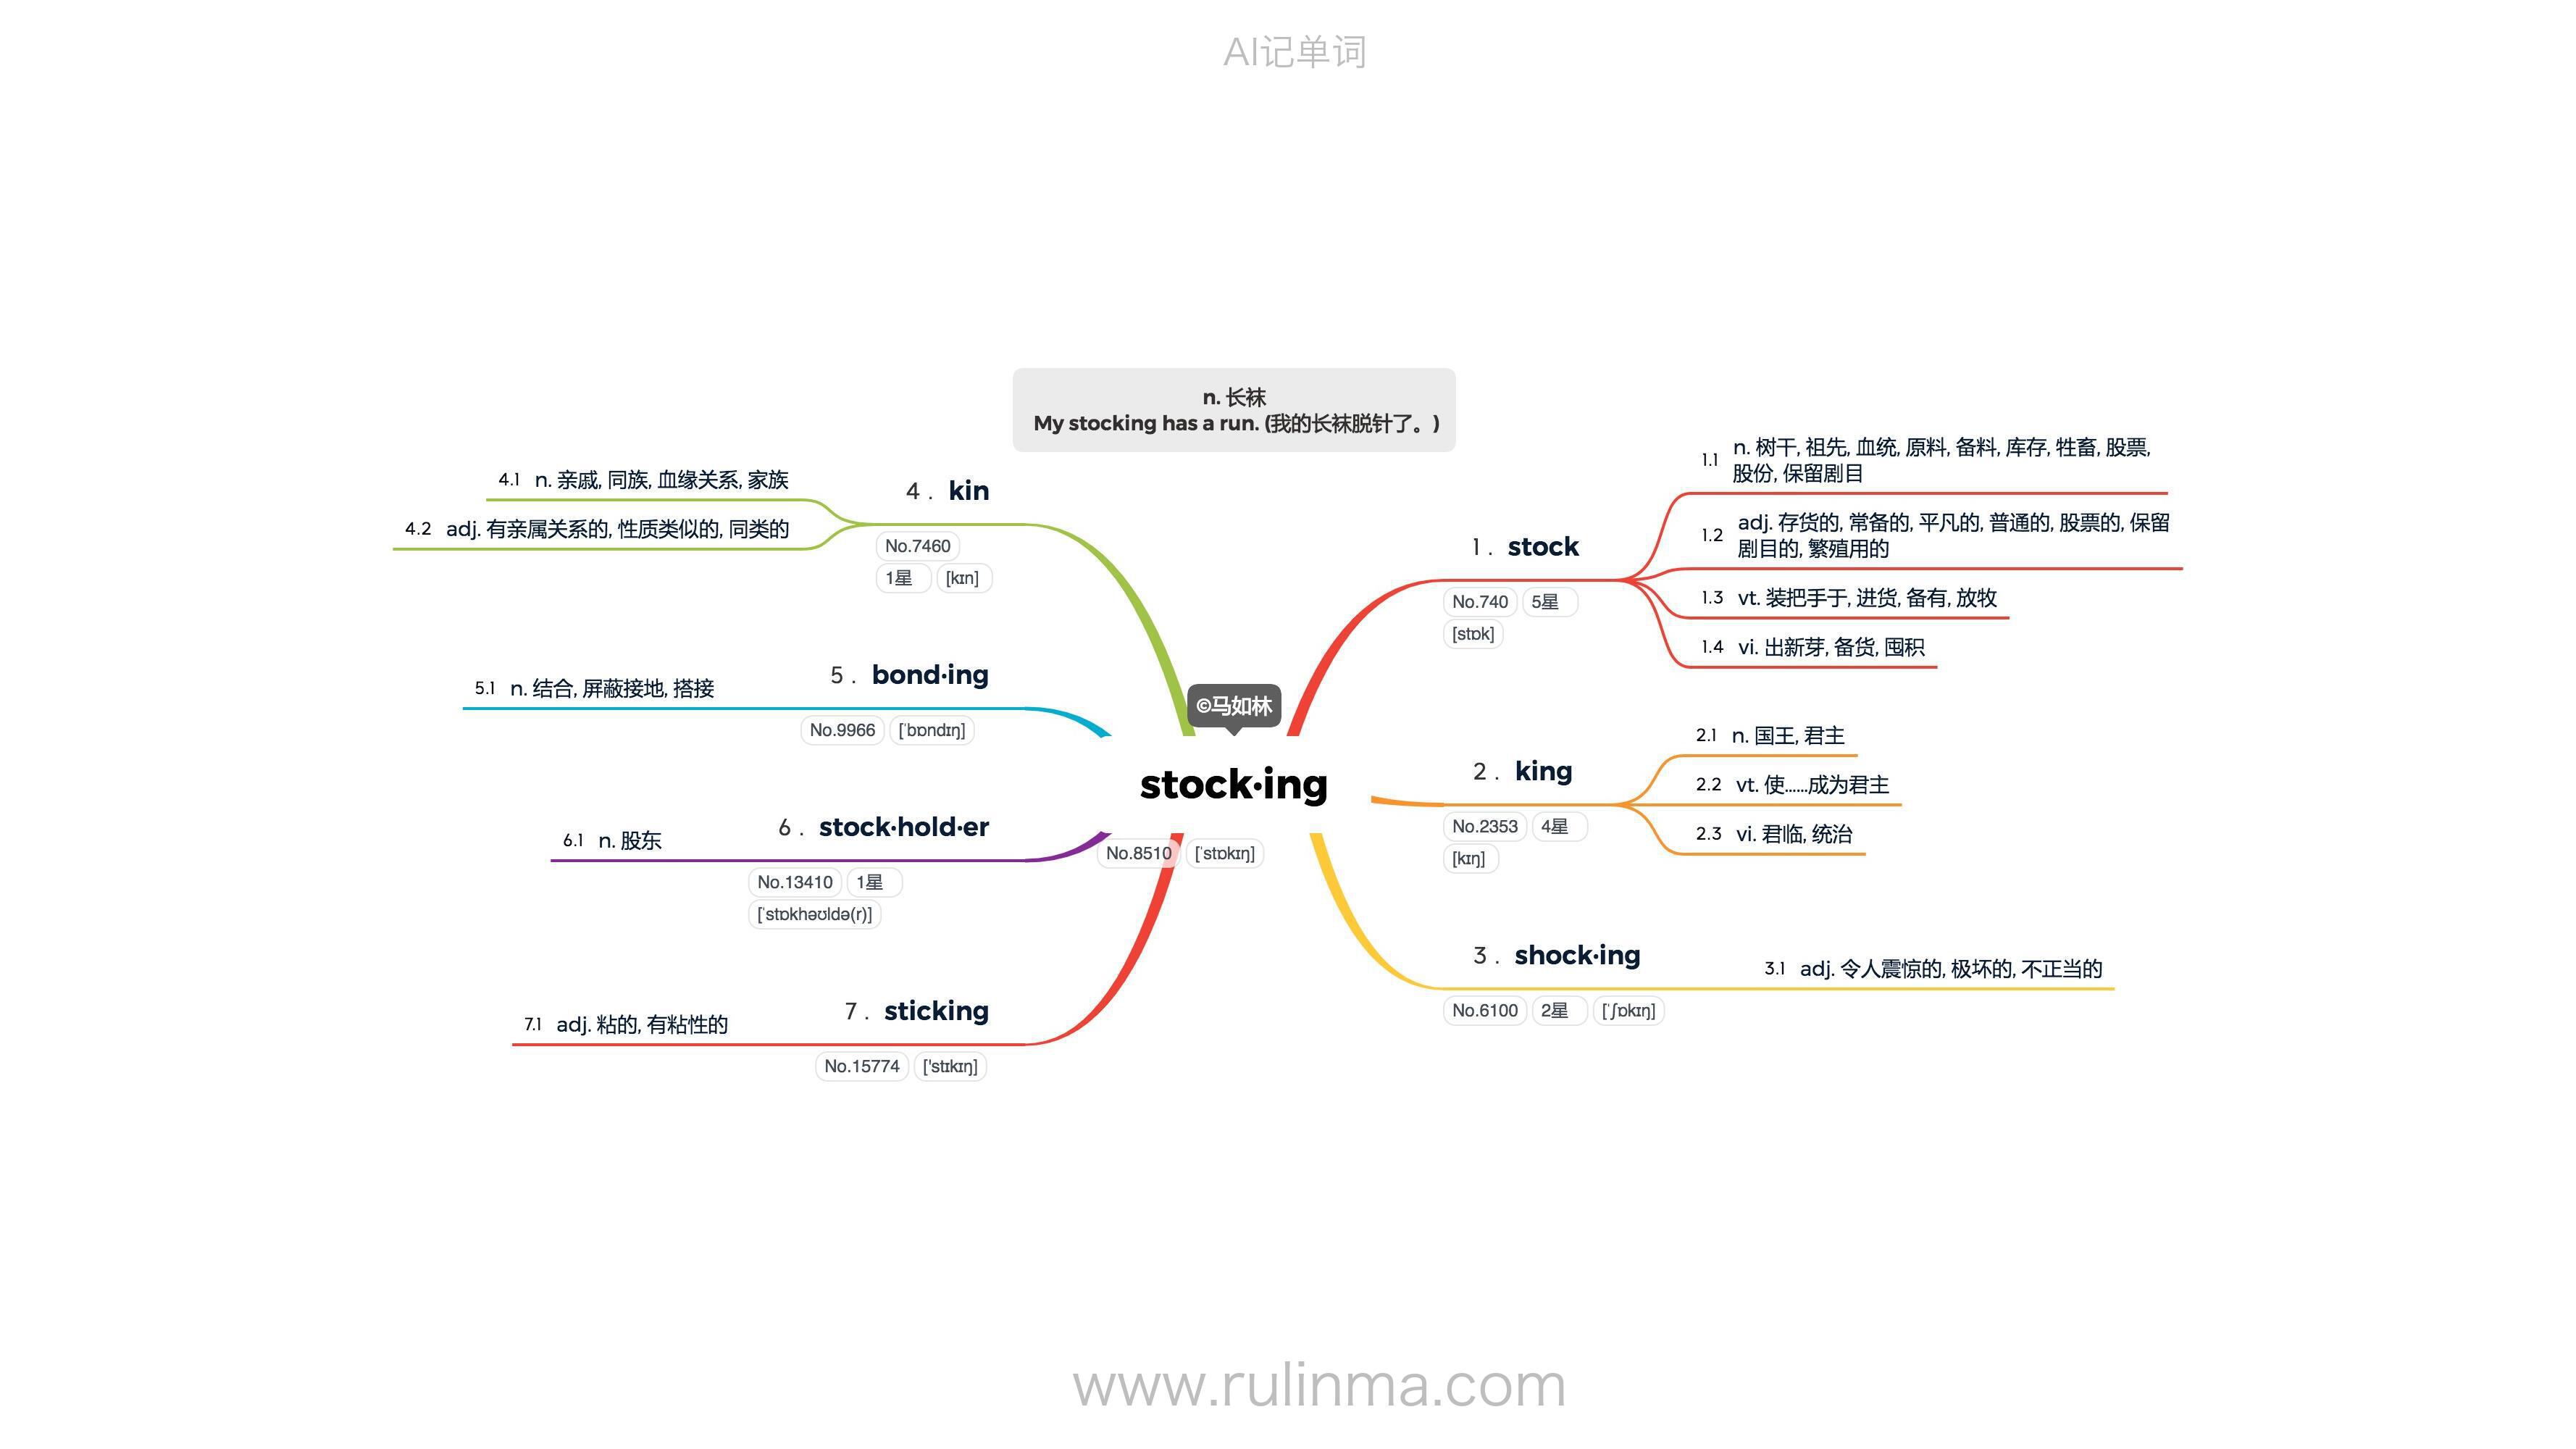 AI记单词
n. 长袜
My stocking has a run. (我的长袜脱针了。)
©马如林
stock·ing
No.8510 [ˈstɒkɪŋ]
1. stock
No.740 5星
[stɒk]
1.1 n. 树干, 祖先, 血统, 原料, 备料, 库存, 牲畜, 股票,
股份, 保留剧目
1.2 adj. 存货的, 常备的, 平凡的, 普通的, 股票的, 保留
剧目的, 繁殖用的
1.3 vt. 装把手于, 进货, 备有, 放牧
1.4 vi. 出新芽, 备货, 囤积
2. king
No.2353 4星
[kɪŋ]
2.1 n. 国王, 君主
2.2 vt. 使……成为君主
2.3 vi. 君临, 统治
3. shock·ing
No.6100 2星 [ˈʃɒkɪŋ]
3.1 adj. 令人震惊的, 极坏的, 不正当的
4. kin
No.7460
1星 [kɪn]
4.1 n. 亲戚, 同族, 血缘关系, 家族
4.2 adj. 有亲属关系的, 性质类似的, 同类的
5. bond·ing
No.9966 [ˈbɒndɪŋ]
5.1 n. 结合, 屏蔽接地, 搭接
6. stock·hold·er
No.13410 1星
[ˈstɒkhəʊldə(r)]
6.1 n. 股东
7. sticking
No.15774 ['stɪkɪŋ]
7.1 adj. 粘的, 有粘性的
www.rulinma.com